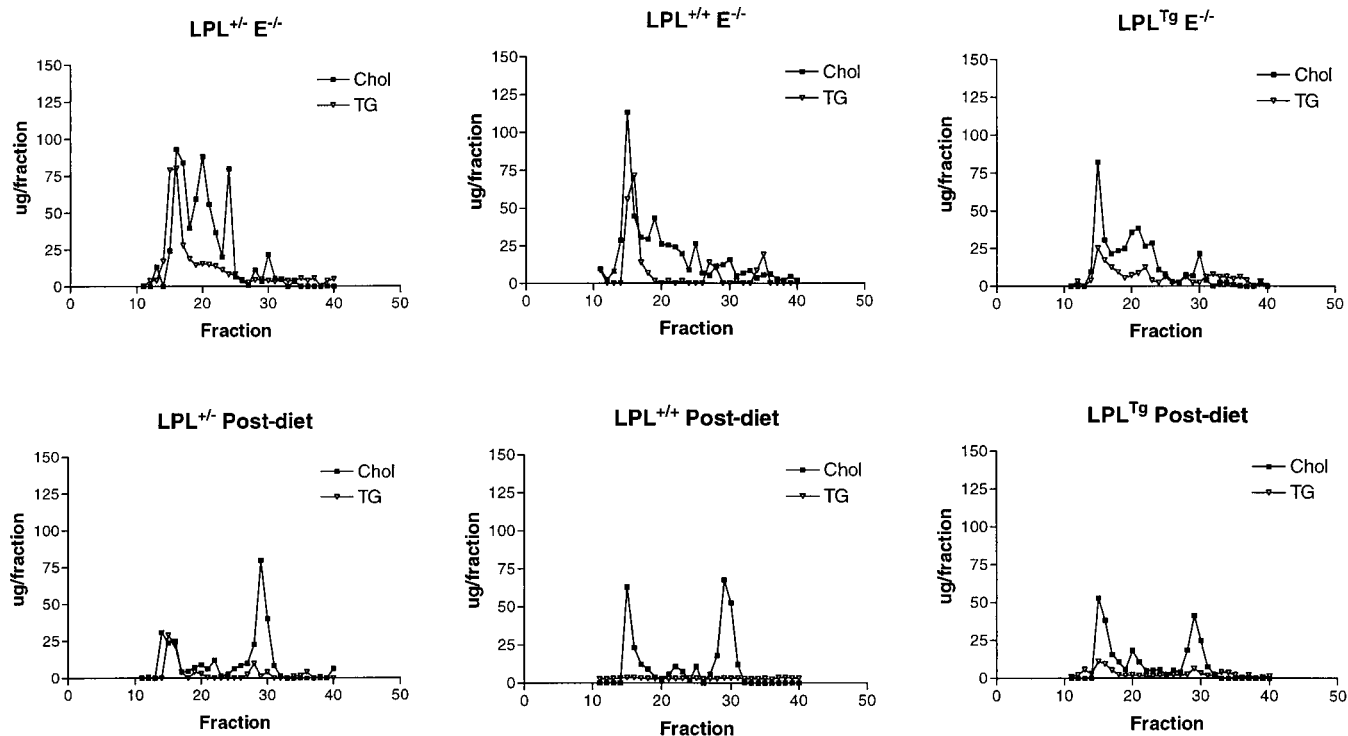 LPL+/- E-/-
150
125
100
75
50
25
0
ug/fraction
Chol
TG
0 10 20 30 40 50
Fraction
LPL+/+ E-/-
150
125
100
75
50
25
0
ug/fraction
Chol
TG
0 10 20 30 40 50
Fraction
LPLTg E-/-
150
125
100
75
50
25
0
ug/fraction
Chol
TG
0 10 20 30 40 50
Fraction
LPL+/- Post-diet
150
125
100
75
50
25
0
ug/fraction
Chol
TG
0 10 20 30 40 50
Fraction
LPL+/+ Post-diet
150
125
100
75
50
25
0
ug/fraction
Chol
TG
0 10 20 30 40 50
Fraction
LPLTg Post-diet
150
125
100
75
50
25
0
ug/fraction
Chol
TG
0 10 20 30 40 50
Fraction